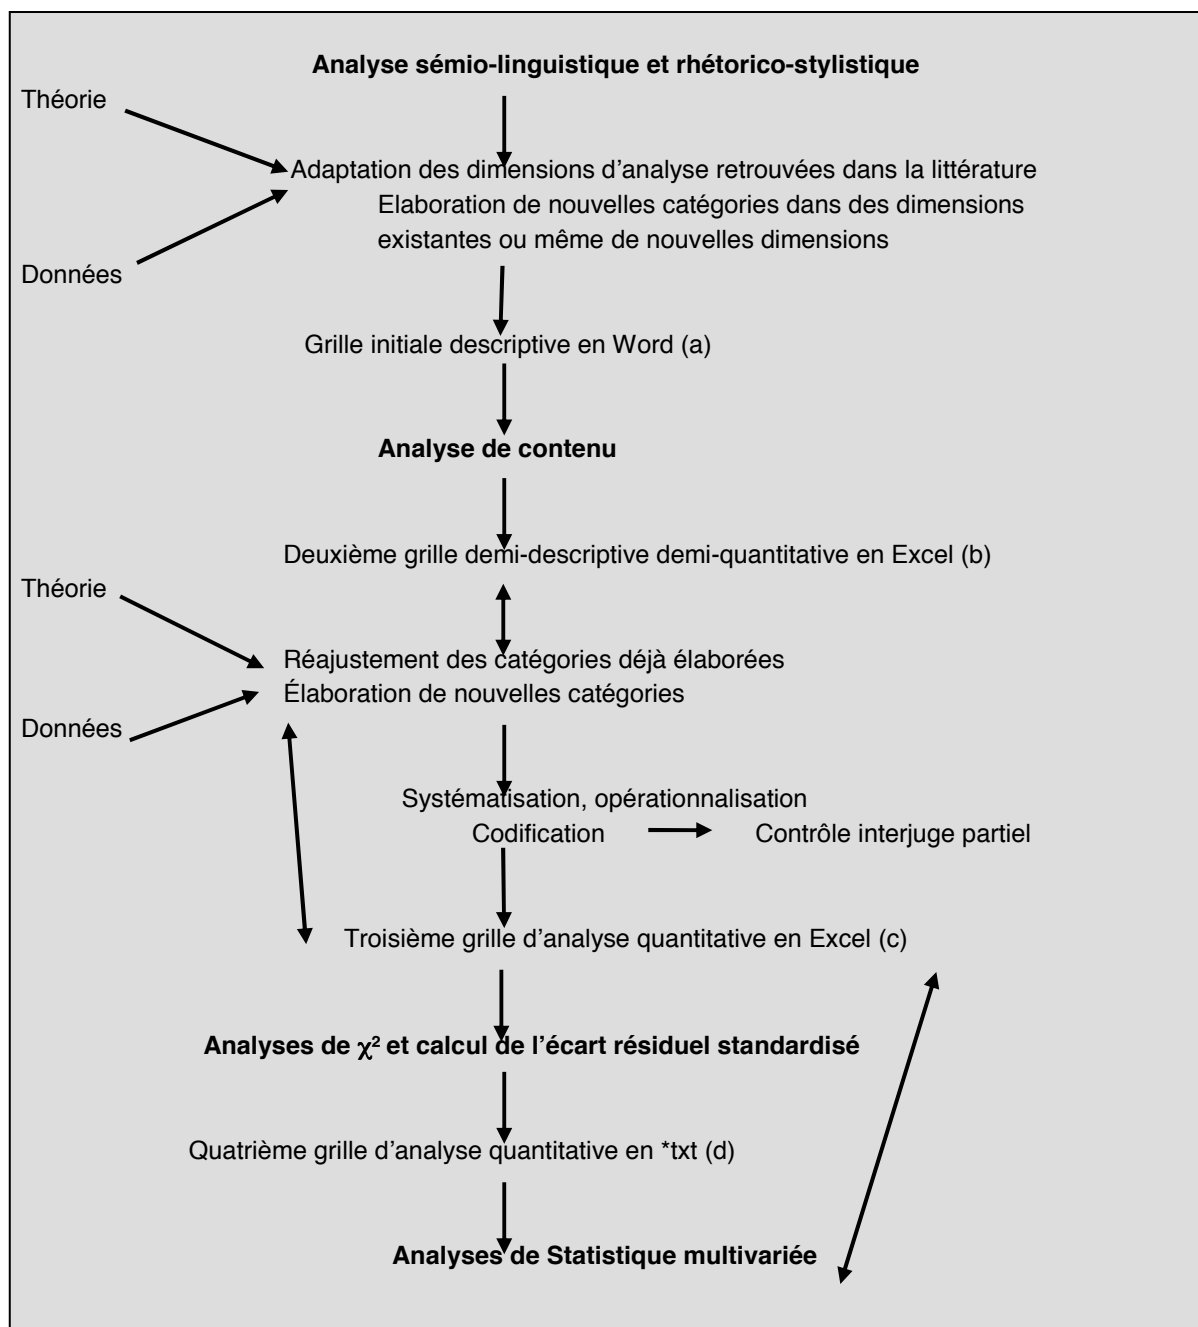 Analyse sémio-linguistique et rhétorico-stylistique
Théorie
Adaptation des dimensions d’analyse retrouvées dans la littérature
Elaboration de nouvelles catégories dans des dimensions
existantes ou même de nouvelles dimensions
Données
Grille initiale descriptive en Word (a)
Analyse de contenu
Deuxième grille demi-descriptive demi-quantitative en Excel (b)
Théorie
Réajustement des catégories déjà élaborées
Élaboration de nouvelles catégories
Données
Systématisation, opérationnalisation
Codification Contrôle interjuge partiel
Troisième grille d’analyse quantitative en Excel (c)
Analyses de χ² et calcul de l’écart résiduel standardisé
Quatrième grille d’analyse quantitative en *txt (d)
Analyses de Statistique multivariée